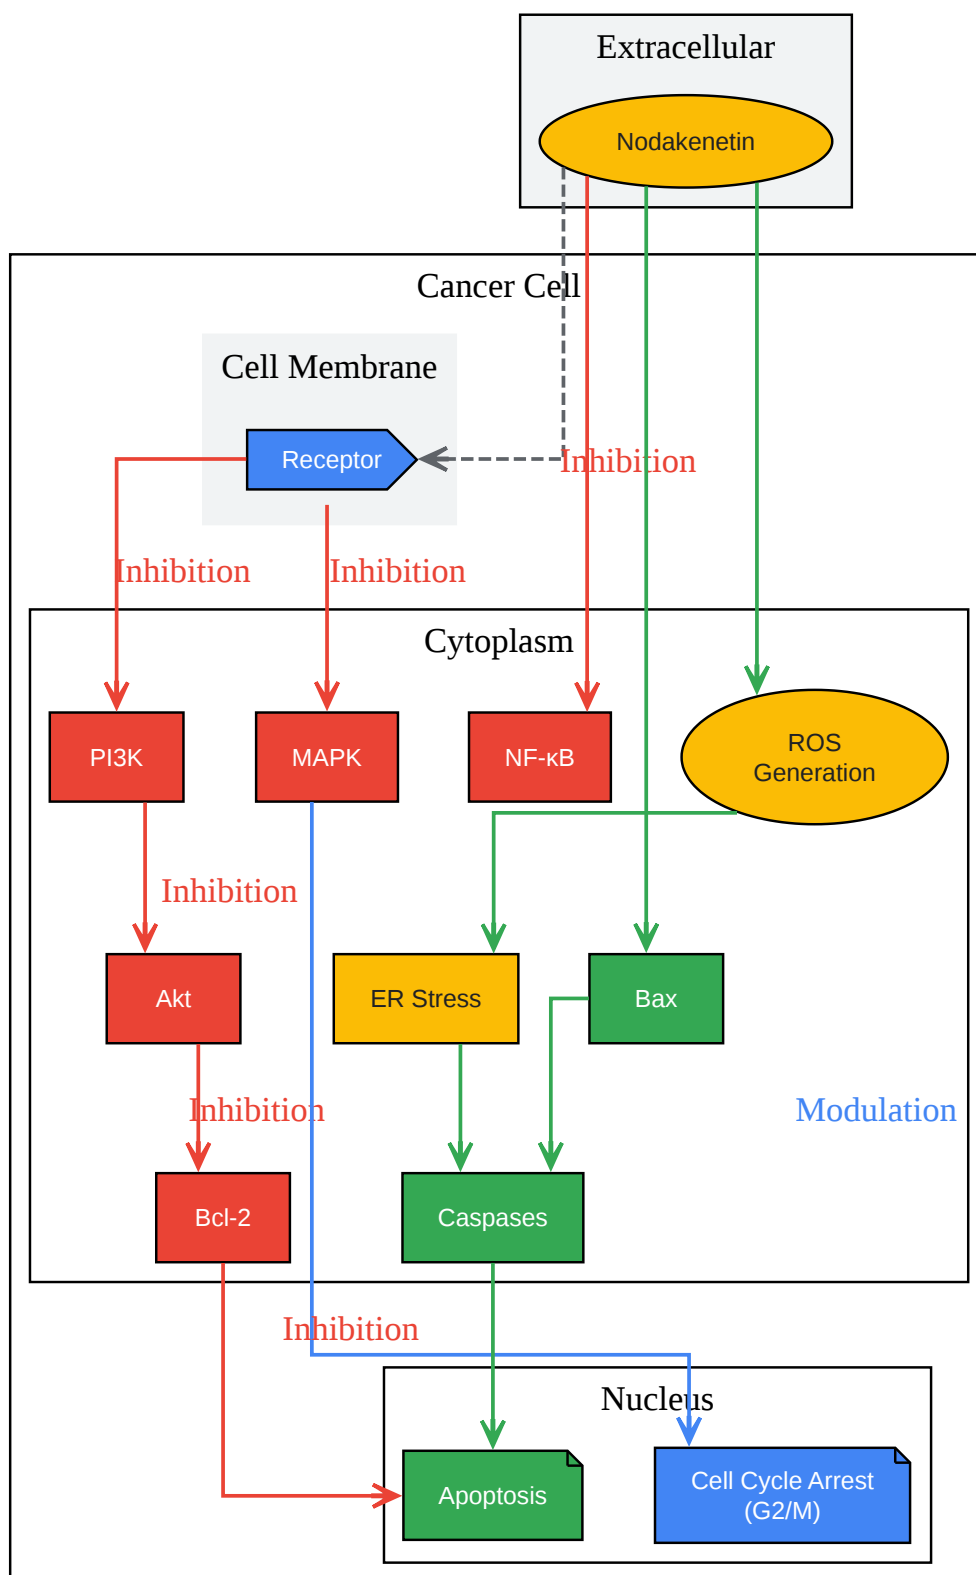 Extracellular
Nodakenetin
Cancer Cell
Cell Membrane
Receptor
Inhibition
Inhibition
Inhibition
Cytoplasm
PI3K
MAPK
NF-κB
ROS
Generation
Inhibition
Akt
ER Stress
Bax
Inhibition
Modulation
Bcl-2
Caspases
Inhibition
Nucleus
Apoptosis
Cell Cycle Arrest
(G2/M)